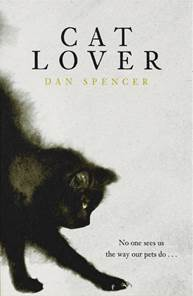 CAT
LOVER
DAN SPENCER
No one sees us
the way our pets do . . .